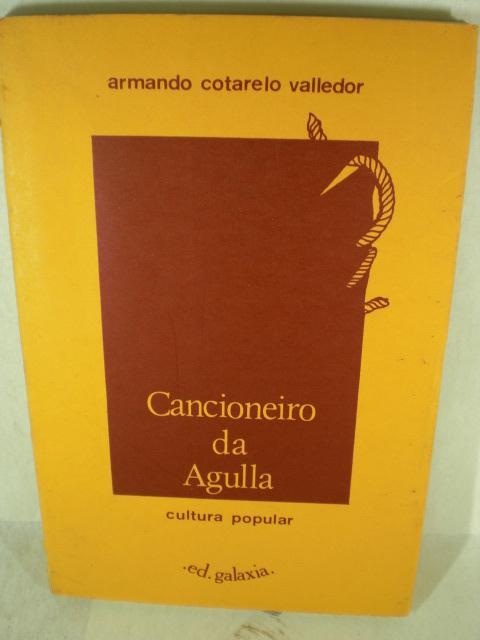 armando cotarelo valledor
Cancioneiro
da
Agulla
cultura popular
·ed. galaxia·